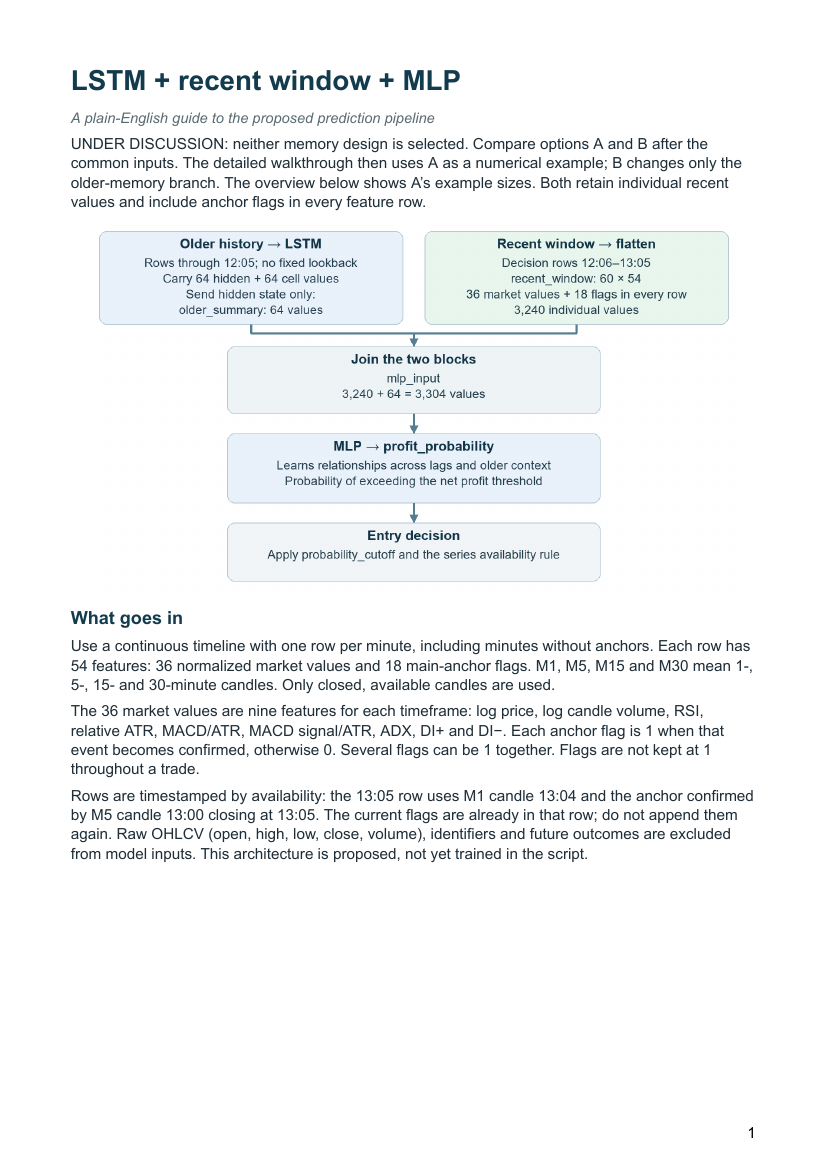 LSTM + recent window + MLP
A plain-English guide to the proposed prediction pipeline
UNDER DISCUSSION: neither memory design is selected. Compare options A and B after the
common inputs. The detailed walkthrough then uses A as a numerical example; B changes only the
older-memory branch. The overview below shows A’s example sizes. Both retain individual recent
values and include anchor flags in every feature row.
Older history → LSTM
Rows through 12:05; no fixed lookback
Carry 64 hidden + 64 cell values
Send hidden state only:
older_summary: 64 values
Recent window → flatten
Decision rows 12:06–13:05
recent_window: 60 × 54
36 market values + 18 flags in every row
3,240 individual values
Join the two blocks
mlp_input
3,240 + 64 = 3,304 values
MLP → profit_probability
Learns relationships across lags and older context
Probability of exceeding the net profit threshold
Entry decision
Apply probability_cutoff and the series availability rule
What goes in
Use a continuous timeline with one row per minute, including minutes without anchors. Each row has
54 features: 36 normalized market values and 18 main-anchor flags. M1, M5, M15 and M30 mean 1-,
5-, 15- and 30-minute candles. Only closed, available candles are used.
The 36 market values are nine features for each timeframe: log price, log candle volume, RSI,
relative ATR, MACD/ATR, MACD signal/ATR, ADX, DI+ and DI−. Each anchor flag is 1 when that
event becomes confirmed, otherwise 0. Several flags can be 1 together. Flags are not kept at 1
throughout a trade.
Rows are timestamped by availability: the 13:05 row uses M1 candle 13:04 and the anchor confirmed
by M5 candle 13:00 closing at 13:05. The current flags are already in that row; do not append them
again. Raw OHLCV (open, high, low, close, volume), identifiers and future outcomes are excluded
from model inputs. This architecture is proposed, not yet trained in the script.
1